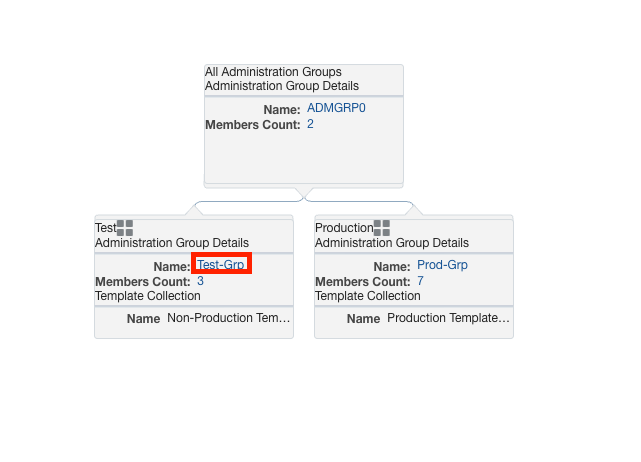 All Administration Groups
Administration Group Details
Name: ADMGRP0
Members Count: 2
Test
Administration Group Details
Name: Test-Grp
Members Count: 3
Template Collection
Name Non-Production Tem...
Production
Administration Group Details
Name: Prod-Grp
Members Count: 7
Template Collection
Name Production Template...